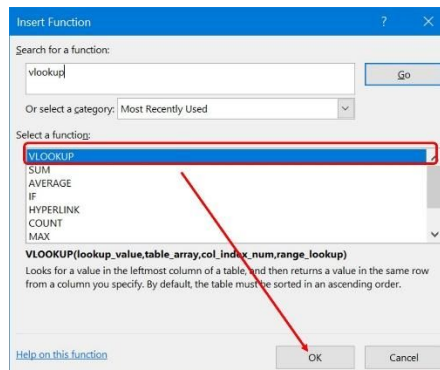 Insert Function ? ×
Search for a function:
vlookup
Go
Or select a category: Most Recently Used
Select a function:
VLOOKUP
SUM
AVERAGE
IF
HYPERLINK
COUNT
MAX
VLOOKUP(lookup_value,table_array,col_index_num,range_lookup)
Looks for a value in the leftmost column of a table, and then returns a value in the same row
from a column you specify. By default, the table must be sorted in an ascending order.
Help on this function
OK Cancel